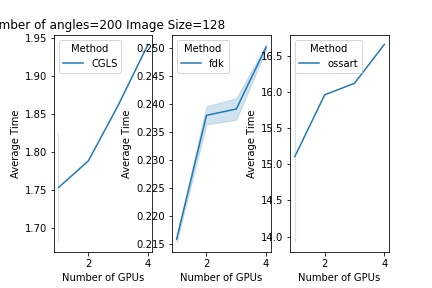 mber of angles=200 Image Size=128
Method
CGLS
1.95
1.90
1.85
1.80
1.75
1.70
Average Time
2
4
Number of GPUs
Method
fdk
0.250
0.245
0.240
0.235
0.230
0.225
0.220
0.215
Average Time
2
4
Number of GPUs
Method
ossart
16.5
16.0
15.5
15.0
14.5
14.0
Average Time
2
4
Number of GPUs